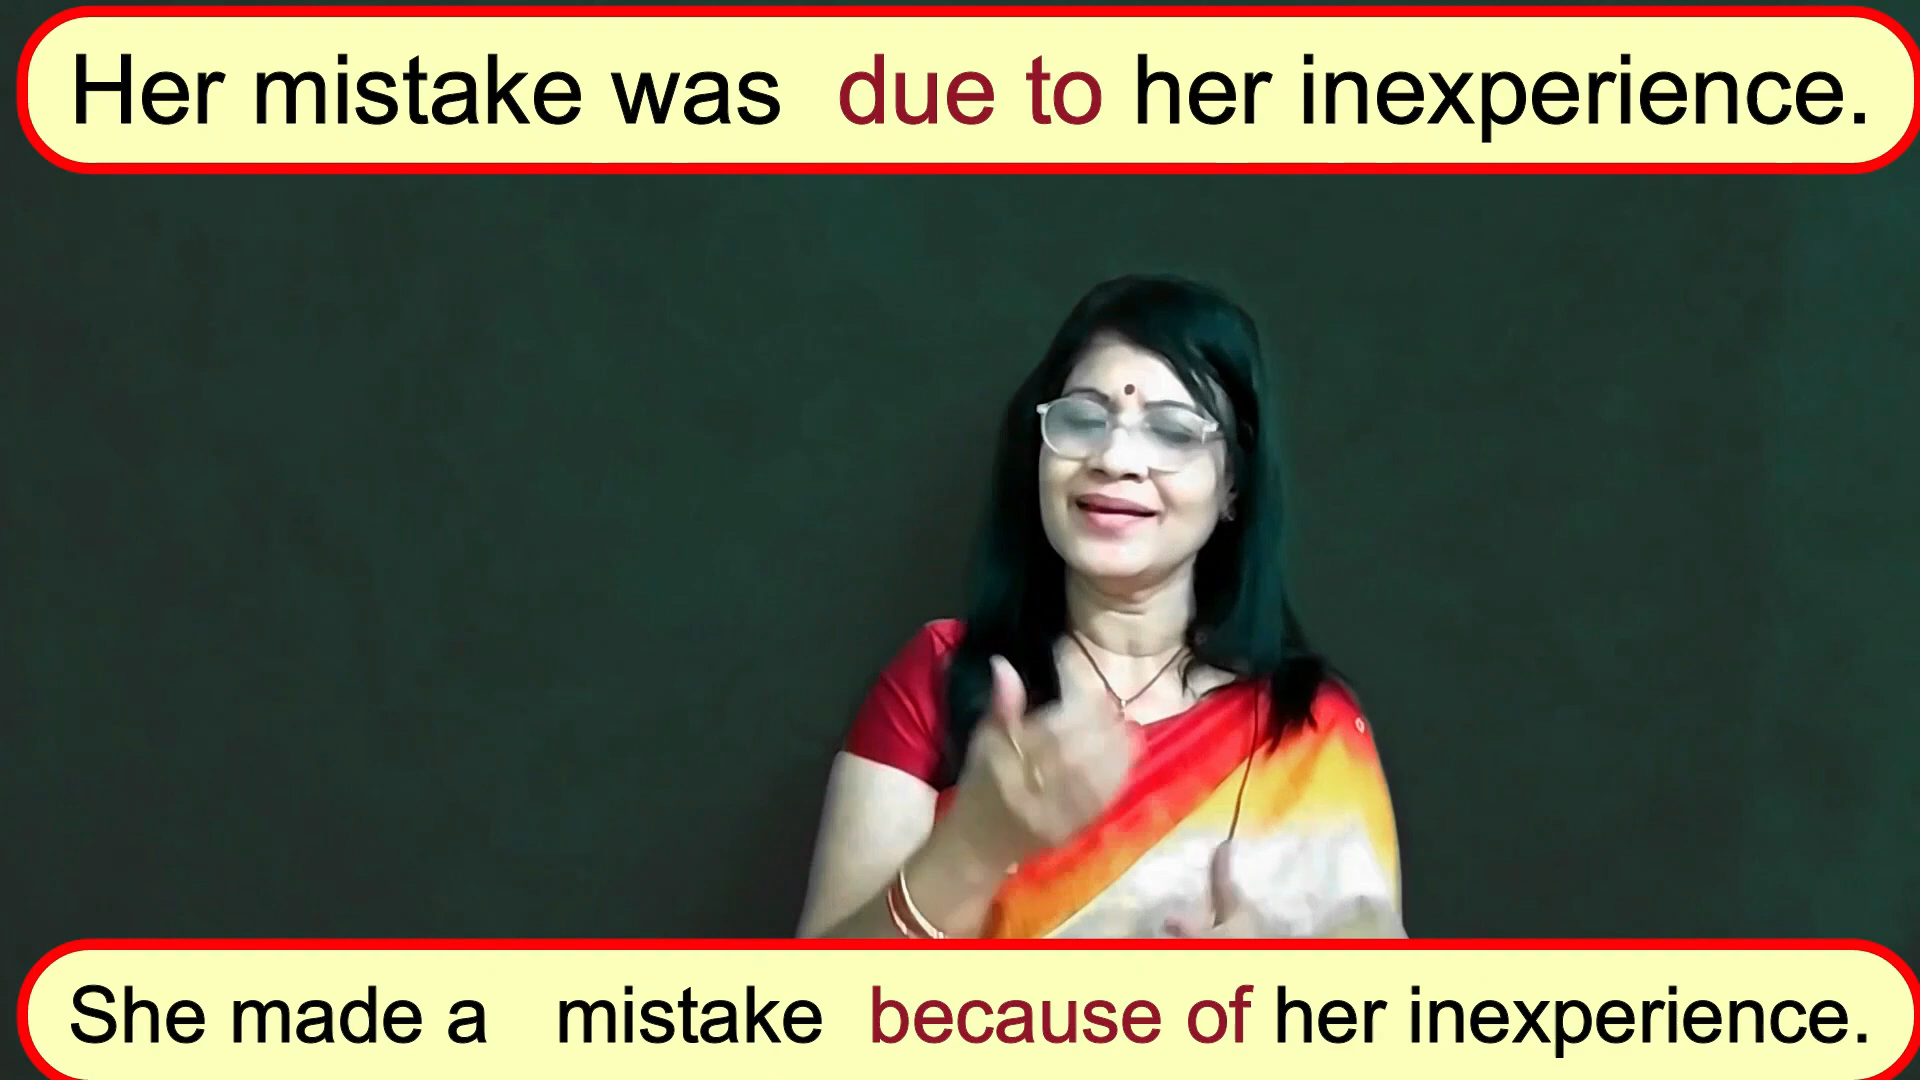 Her mistake was due to her inexperience.
She made a mistake because of her inexperience.